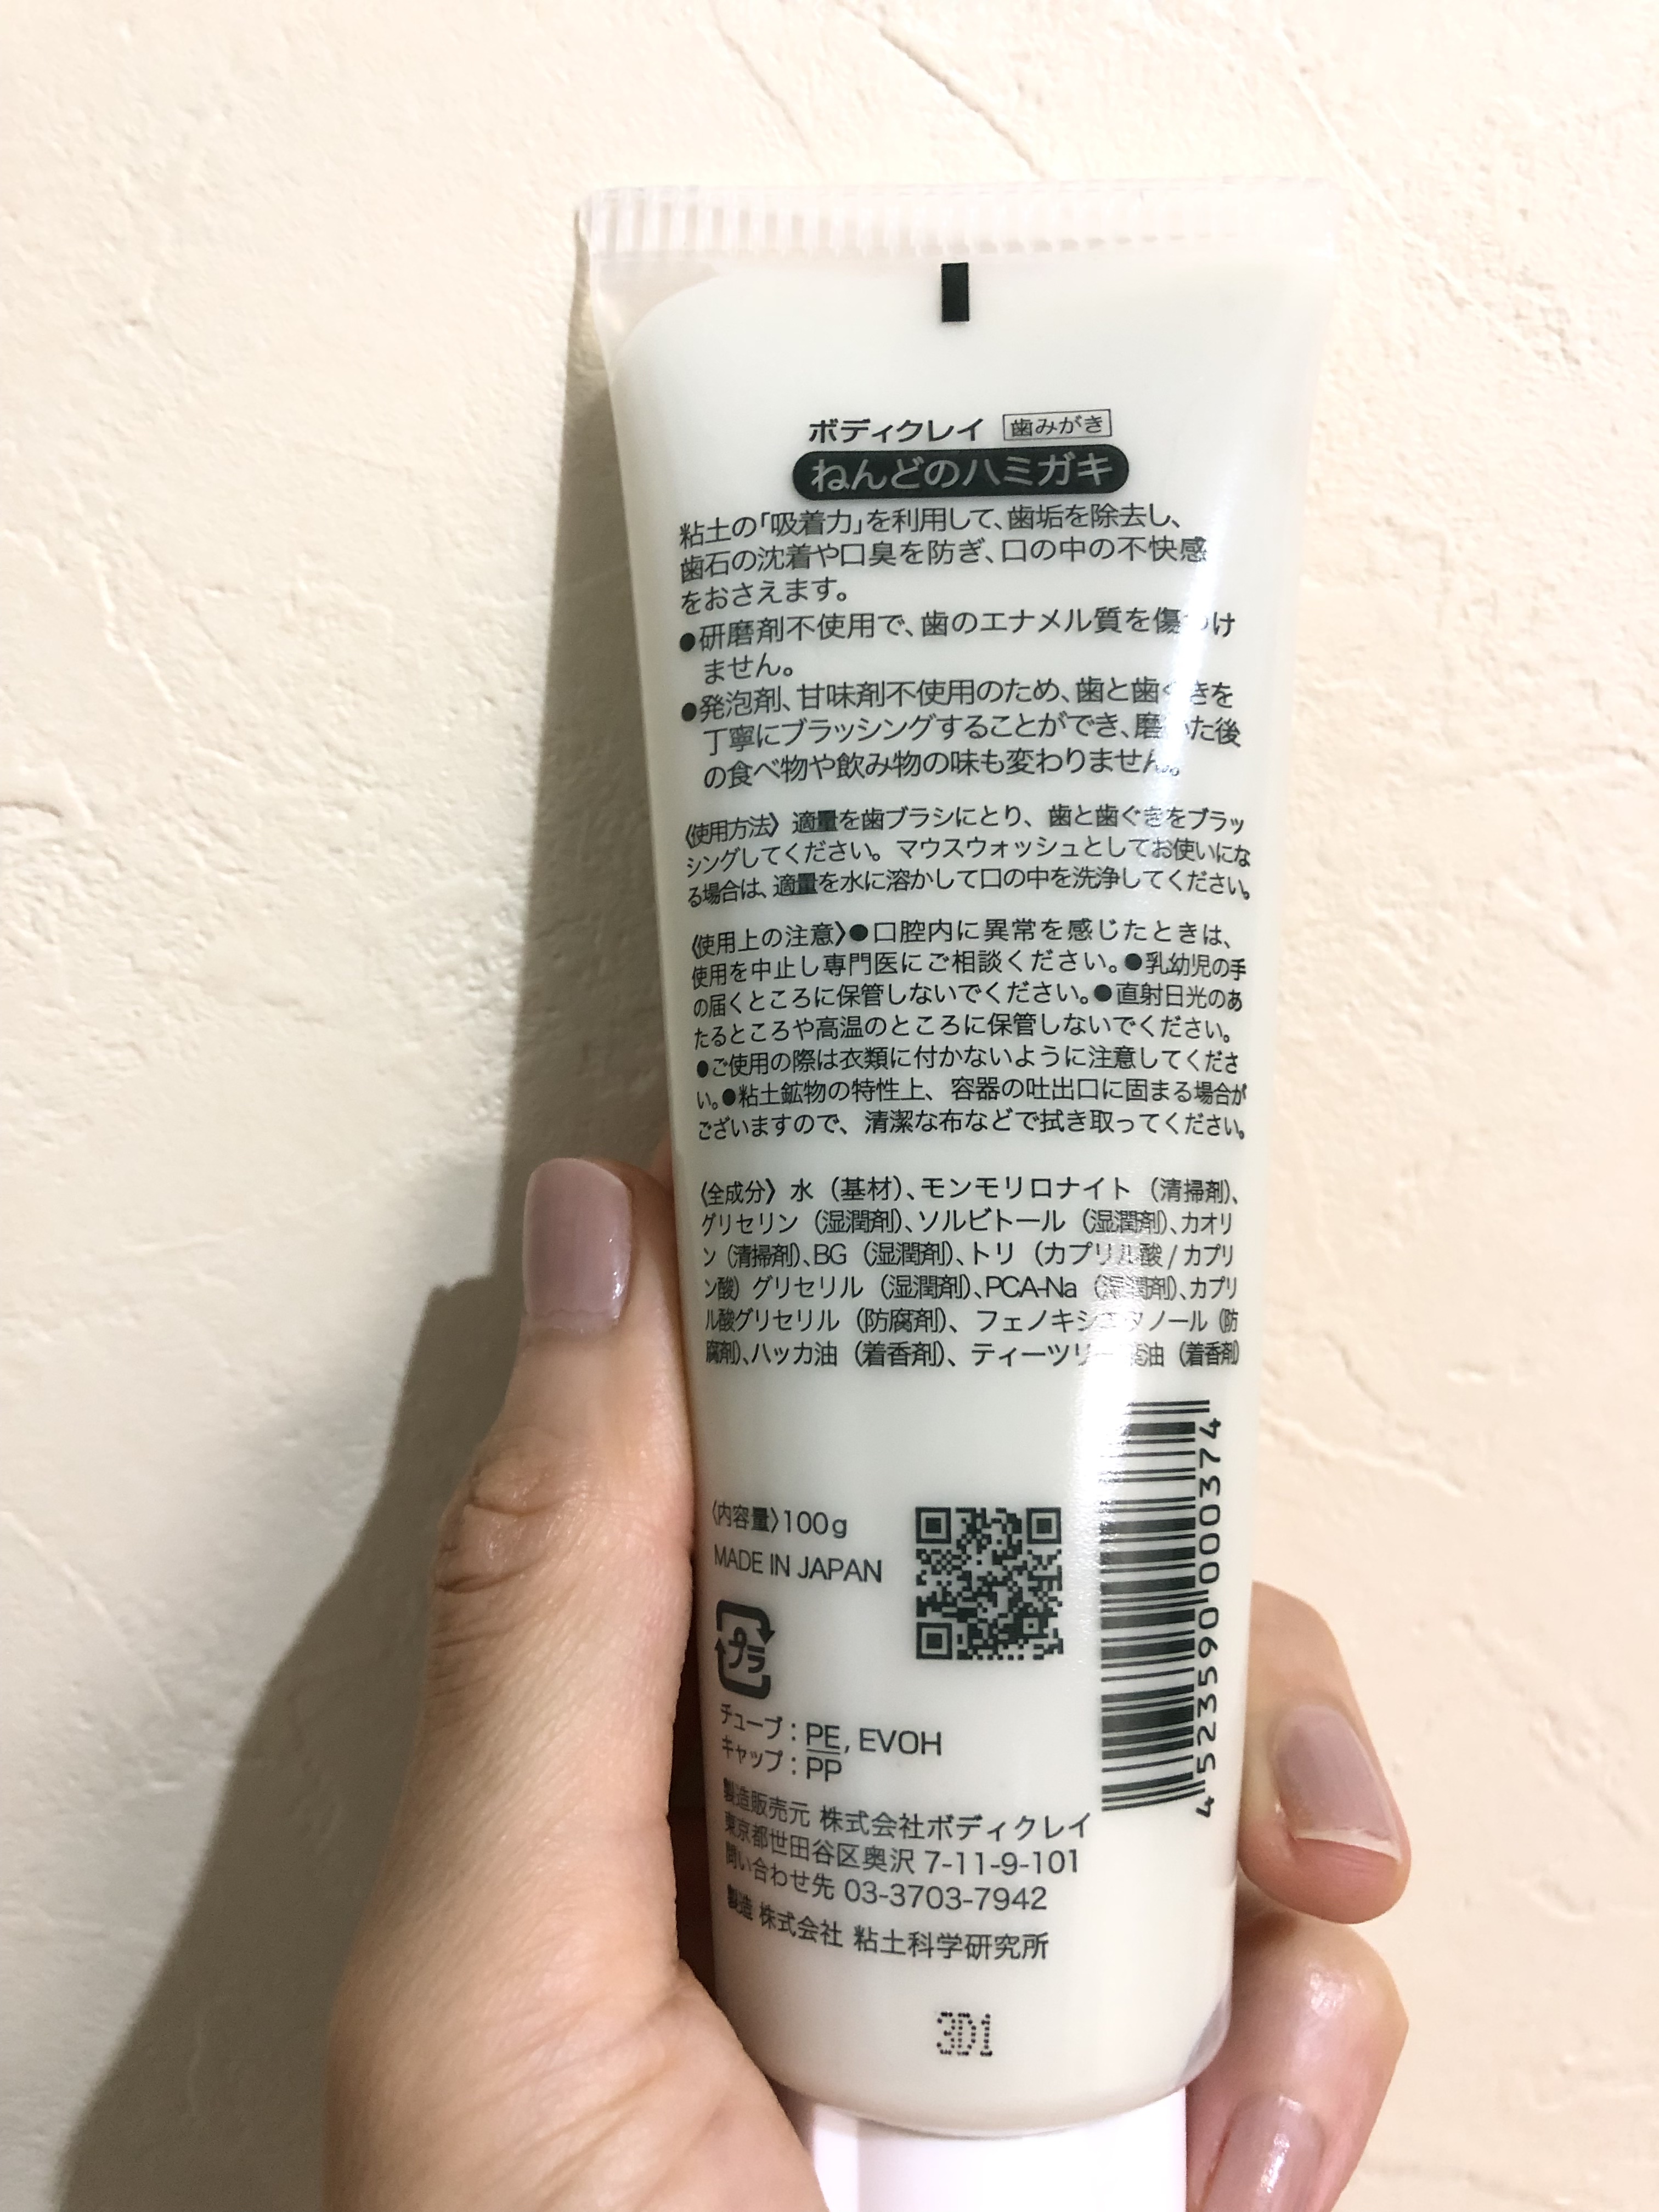 ボディクレイ 歯みがき
ねんどのハミガキ
粘土の「吸着力」を利用して、歯垢を除去し、
歯石の沈着や口臭を防ぎ、口の中の不快感
をおさえます。
●研磨剤不使用で、歯のエナメル質を傷つけ
ません。
●発泡剤、甘味剤不使用のため、歯と歯ぐきを
丁寧にブラッシングすることができ、磨いた後
の食べ物や飲み物の味も変わりません。
〈使用方法〉 適量を歯ブラシにとり、歯と歯ぐきをブラッ
シングしてください。マウスウォッシュとしてお使いにな
る場合は、適量を水に溶かして口の中を洗浄してください。
〈使用上の注意〉●口腔内に異常を感じたときは、
使用を中止し専門医にご相談ください。●乳幼児の手
の届くところに保管しないでください。●直射日光のあ
たるところや高温のところに保管しないでください。
●ご使用の際は衣類に付かないように注意してくださ
い。●粘土鉱物の特性上、容器の吐出口に固まる場合が
ございますので、清潔な布などで拭き取ってください。
〈全成分〉 水（基材）、モンモリロナイト（清掃剤）、
グリセリン（湿潤剤）、ソルビトール（湿潤剤）、カオリ
ン（清掃剤）、BG（湿潤剤）、トリ（カプリル酸 / カプリ
ン酸）グリセリル（湿潤剤）、PCA-Na（湿潤剤）、カプリ
ル酸グリセリル（防腐剤）、フェノキシエタノール（防
腐剤）、ハッカ油（着香剤）、ティーツリー葉油（着香剤）
〈内容量〉100g
MADE IN JAPAN
プラ
チューブ : PE, EVOH
キャップ : PP
製造販売元 株式会社ボディクレイ
東京都世田谷区奥沢 7-11-9-101
問い合わせ先 03-3703-7942
製造 株式会社 粘土科学研究所
4 523590 000374
3D1